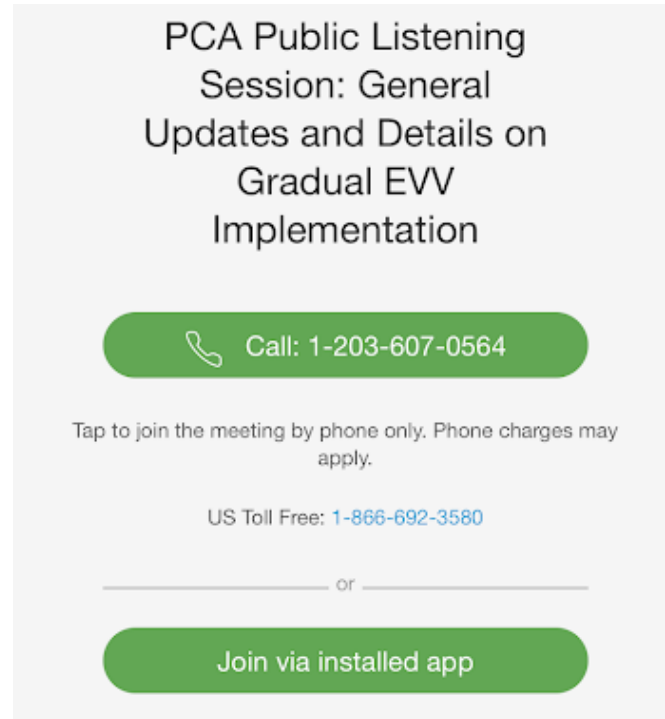 PCA Public Listening
Session: General
Updates and Details on
Gradual EVV
Implementation
Call: 1-203-607-0564
Tap to join the meeting by phone only. Phone charges may
apply.
US Toll Free: 1-866-692-3580
or
Join via installed app